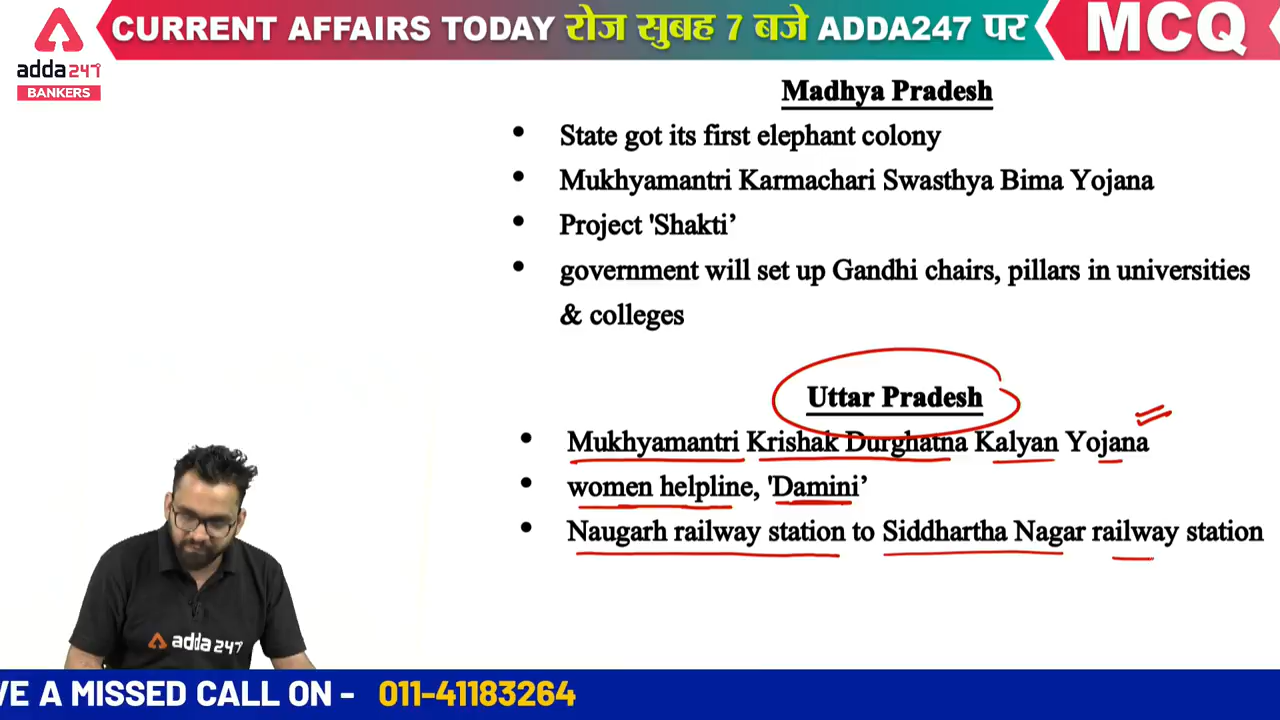 CURRENT AFFAIRS TODAY रोज सुबह 7 बजे ADDA247 पर
MCQ
adda247
BANKERS
Madhya Pradesh
• State got its first elephant colony
• Mukhyamantri Karmachari Swasthya Bima Yojana
• Project 'Shakti’
• government will set up Gandhi chairs, pillars in universities
& colleges
Uttar Pradesh
• Mukhyamantri Krishak Durghatna Kalyan Yojana
• women helpline, 'Damini’
• Naugarh railway station to Siddhartha Nagar railway station
adda247
VE A MISSED CALL ON - 011-41183264